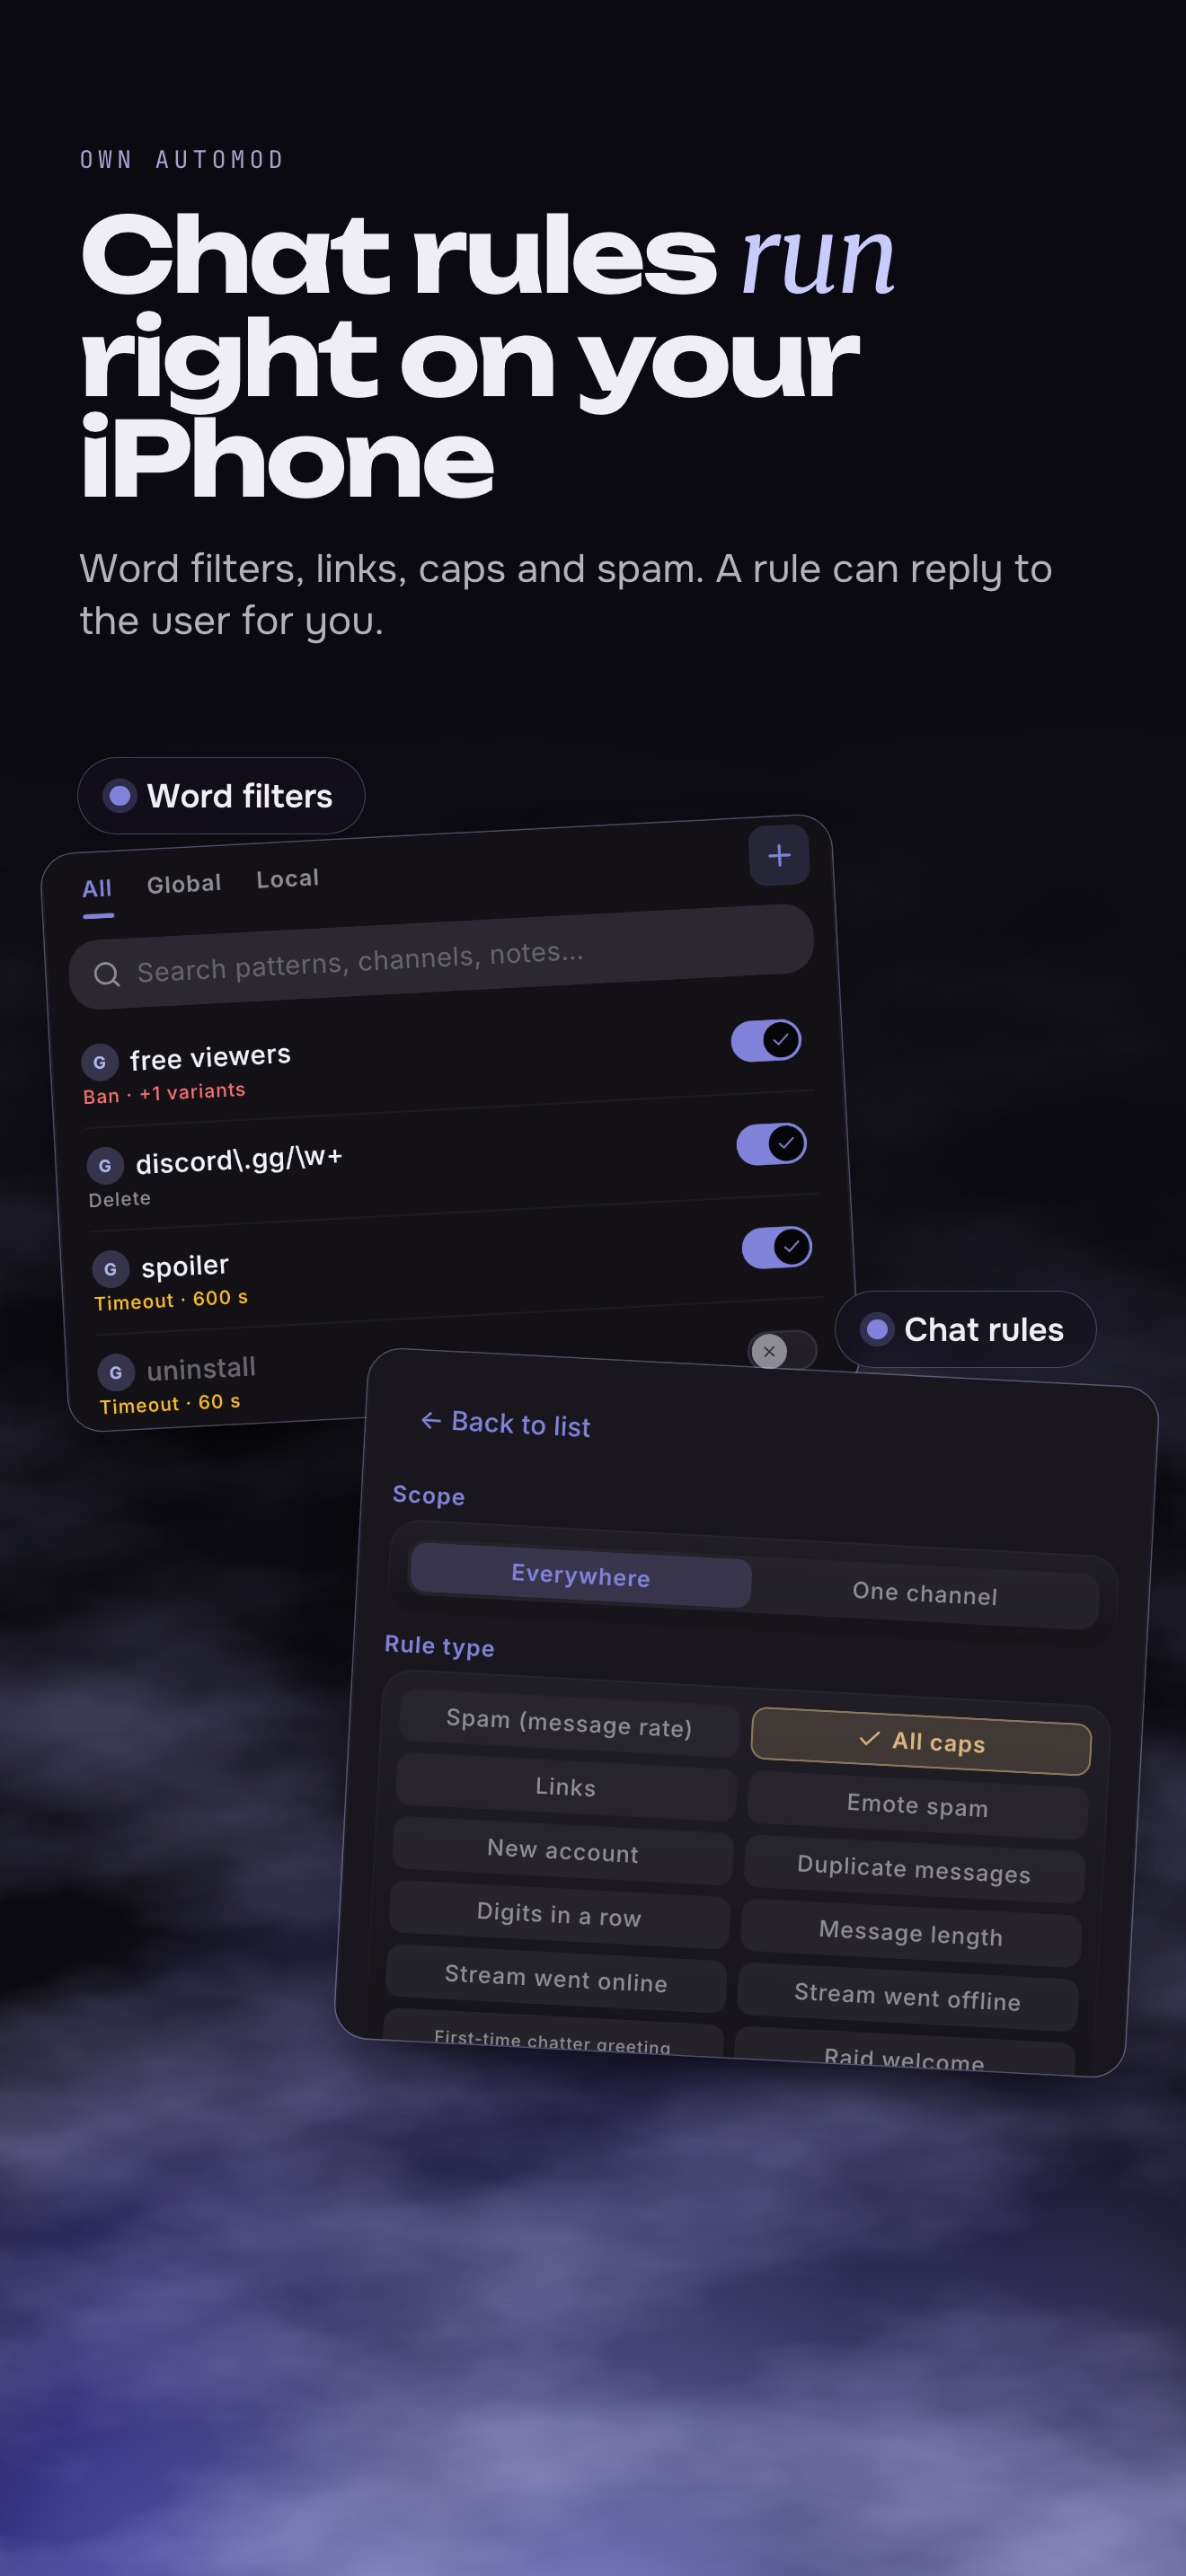 OWN AUTOMOD
Chat rules run
right on your
iPhone
Word filters, links, caps and spam. A rule can reply to
the user for you.
Word filters
All Global Local
Search patterns, channels, notes...
G free viewers
Ban · +1 variants
G discord\.gg/\w+
Delete
G spoiler
Timeout · 600 s
G uninstall
Timeout · 60 s
Chat rules
← Back to list
Scope
Everywhere One channel
Rule type
Spam (message rate) All caps
Links Emote spam
New account Duplicate messages
Digits in a row Message length
Stream went online Stream went offline
First-time chatter greeting Raid welcome